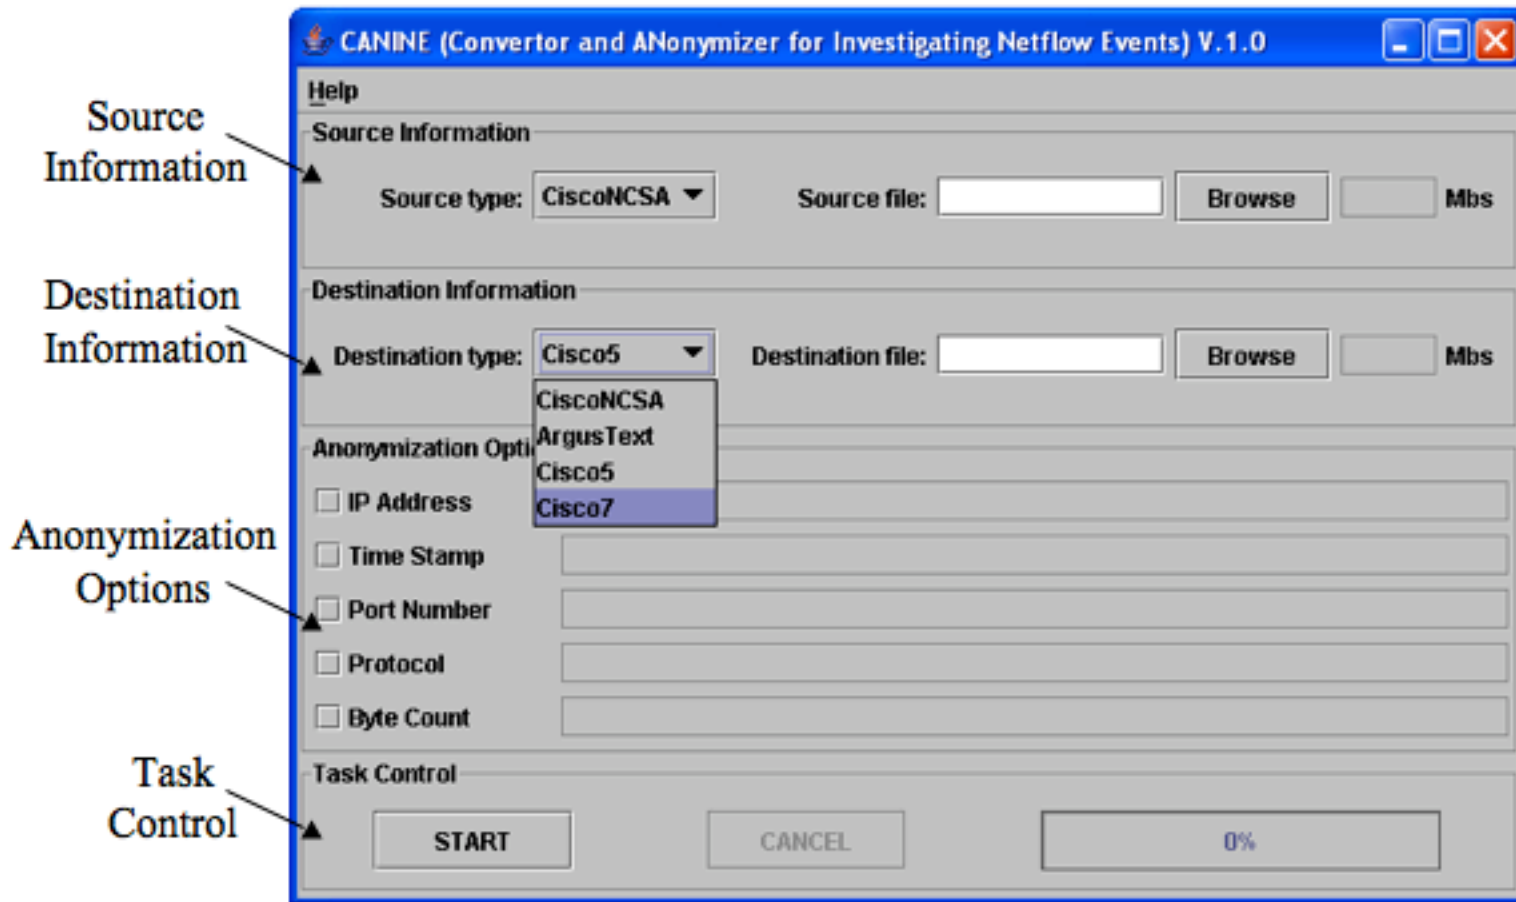 CANINE (Convertor and ANonymizer for Investigating Netflow Events) V.1.0
Help
Source
Information
Source Information
Source type: CiscoNCSA Source file: Browse Mbs
Destination
Information
Destination Information
Destination type: Cisco5 Destination file: Browse Mbs
CiscoNCSA
ArgusText
Cisco5
Cisco7
Anonymization
Options
Anonymization Opti
IP Address
Time Stamp
Port Number
Protocol
Byte Count
Task
Control
Task Control
START CANCEL 0%